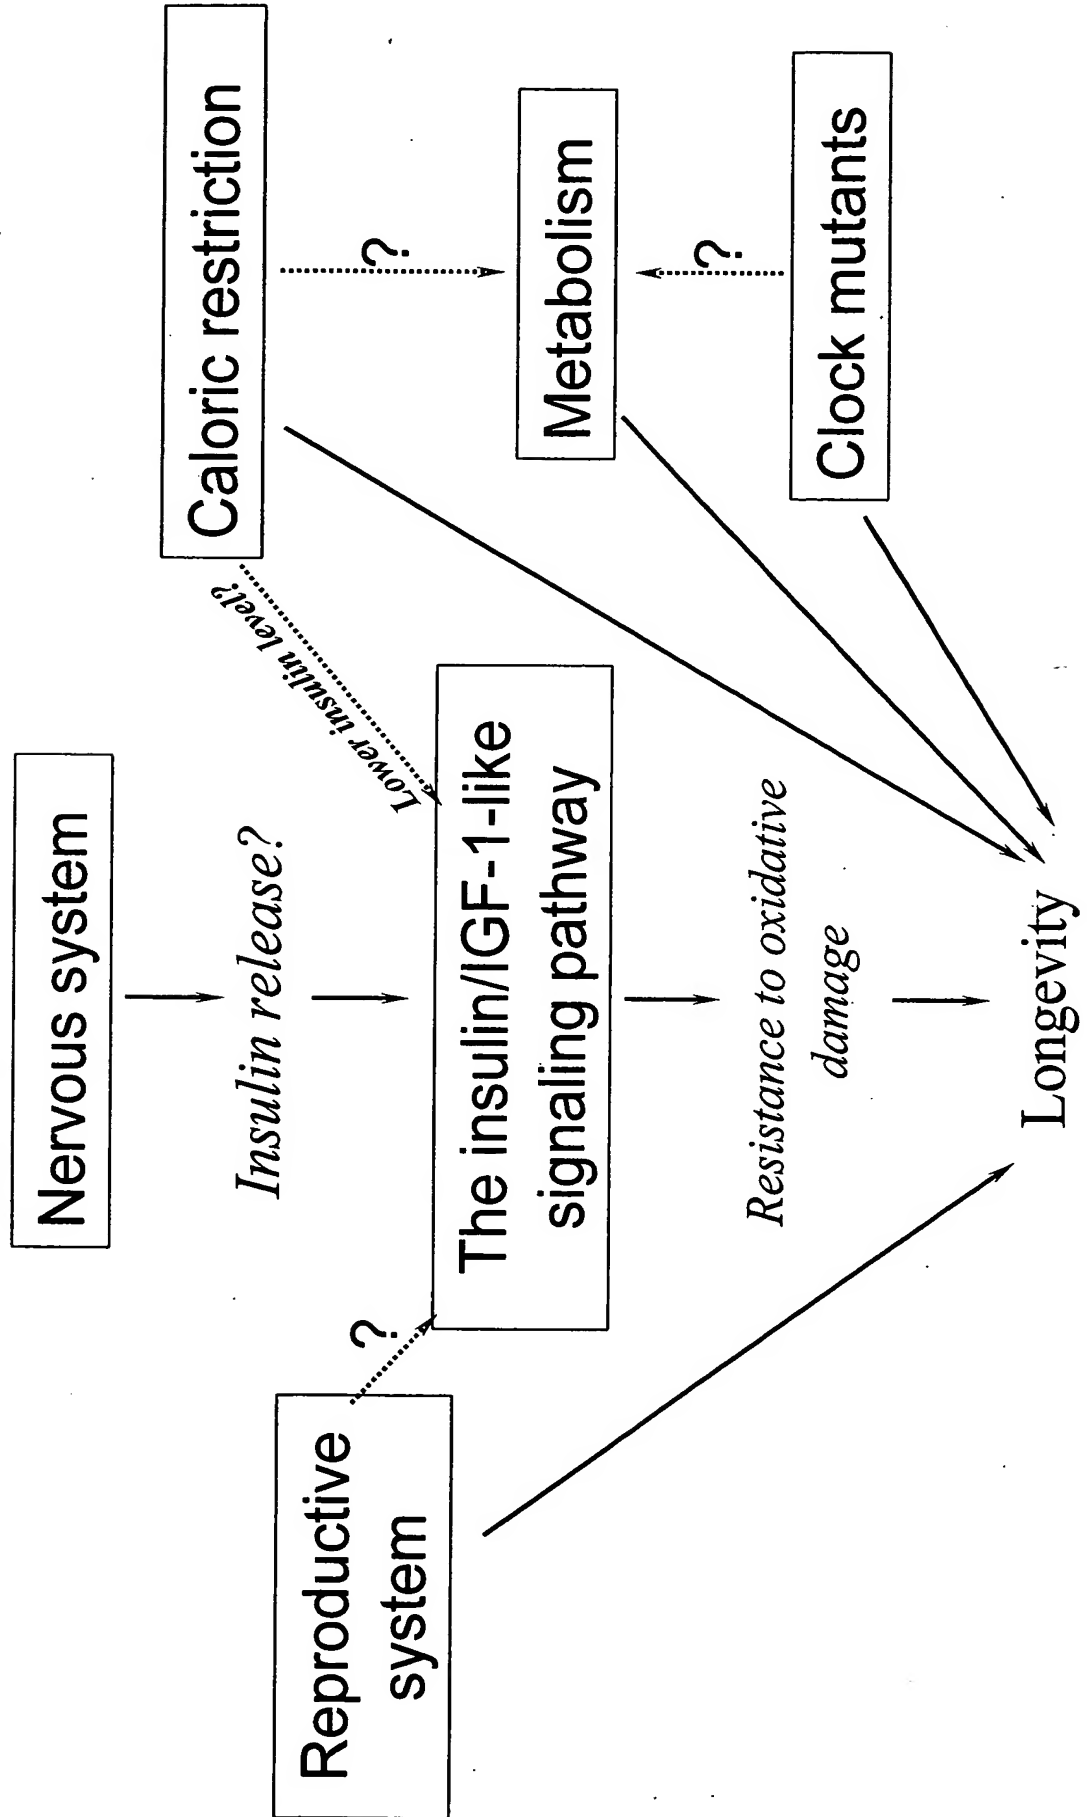 Nervous system
Insulin release?
Caloric restriction
Lower insulin level?
Reproductive
system
?
The insulin/IGF-1-like
signaling pathway
?
Metabolism
?
Clock mutants
Resistance to oxidative
damage
Longevity